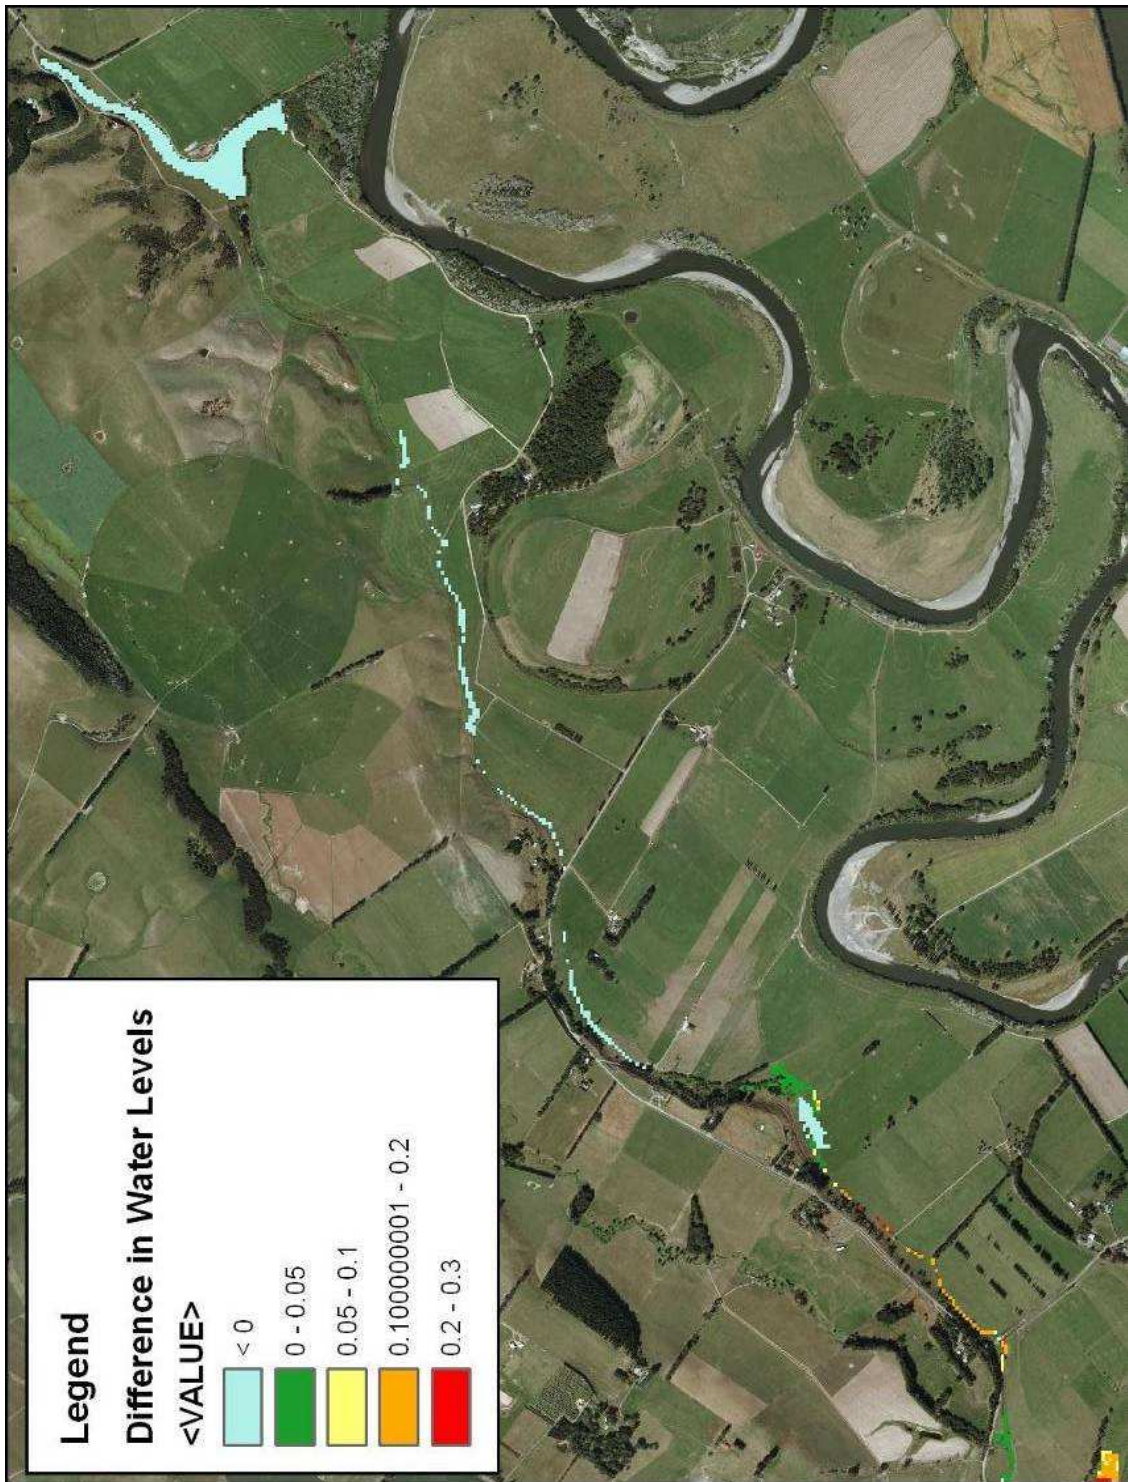 Legend
Difference in Water Levels
<VALUE>
< 0
0 - 0.05
0.05 - 0.1
0.100000001 - 0.2
0.2 - 0.3